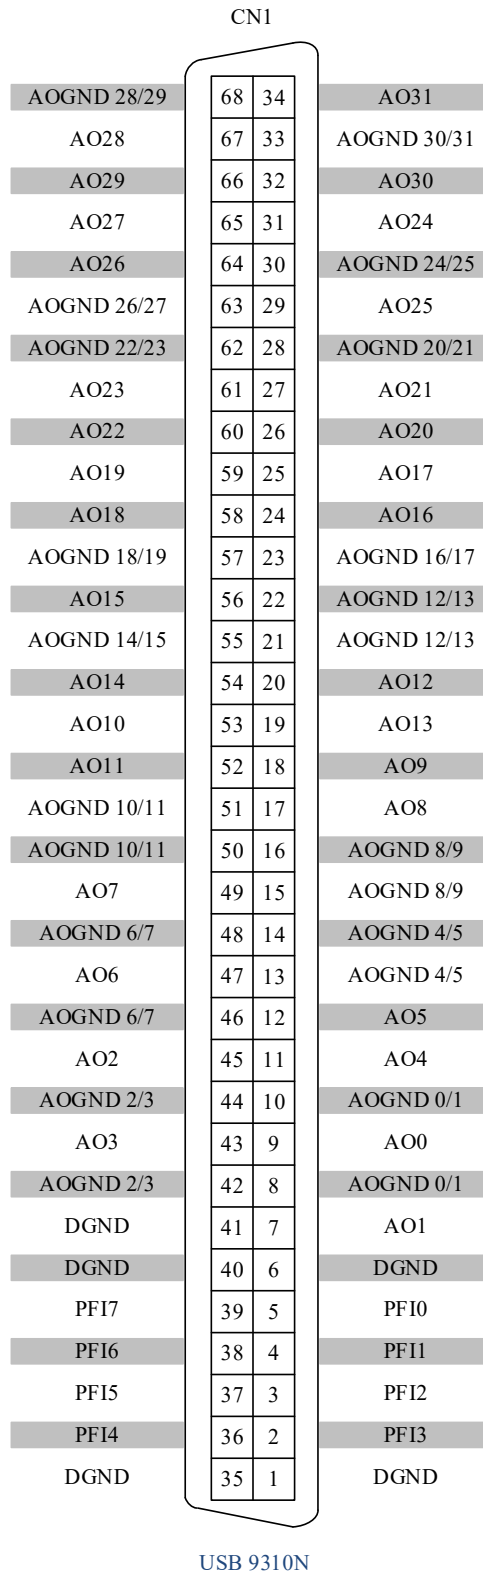 CN1
AOGND 28/29 68 34 AO31
AO28 67 33 AOGND 30/31
AO29 66 32 AO30
AO27 65 31 AO24
AO26 64 30 AOGND 24/25
AOGND 26/27 63 29 AO25
AOGND 22/23 62 28 AOGND 20/21
AO23 61 27 AO21
AO22 60 26 AO20
AO19 59 25 AO17
AO18 58 24 AO16
AOGND 18/19 57 23 AOGND 16/17
AO15 56 22 AOGND 12/13
AOGND 14/15 55 21 AOGND 12/13
AO14 54 20 AO12
AO10 53 19 AO13
AO11 52 18 AO9
AOGND 10/11 51 17 AO8
AOGND 10/11 50 16 AOGND 8/9
AO7 49 15 AOGND 8/9
AOGND 6/7 48 14 AOGND 4/5
AO6 47 13 AOGND 4/5
AOGND 6/7 46 12 AO5
AO2 45 11 AO4
AOGND 2/3 44 10 AOGND 0/1
AO3 43 9 AO0
AOGND 2/3 42 8 AOGND 0/1
DGND 41 7 AO1
DGND 40 6 DGND
PFI7 39 5 PFI0
PFI6 38 4 PFI1
PFI5 37 3 PFI2
PFI4 36 2 PFI3
DGND 35 1 DGND
USB 9310N